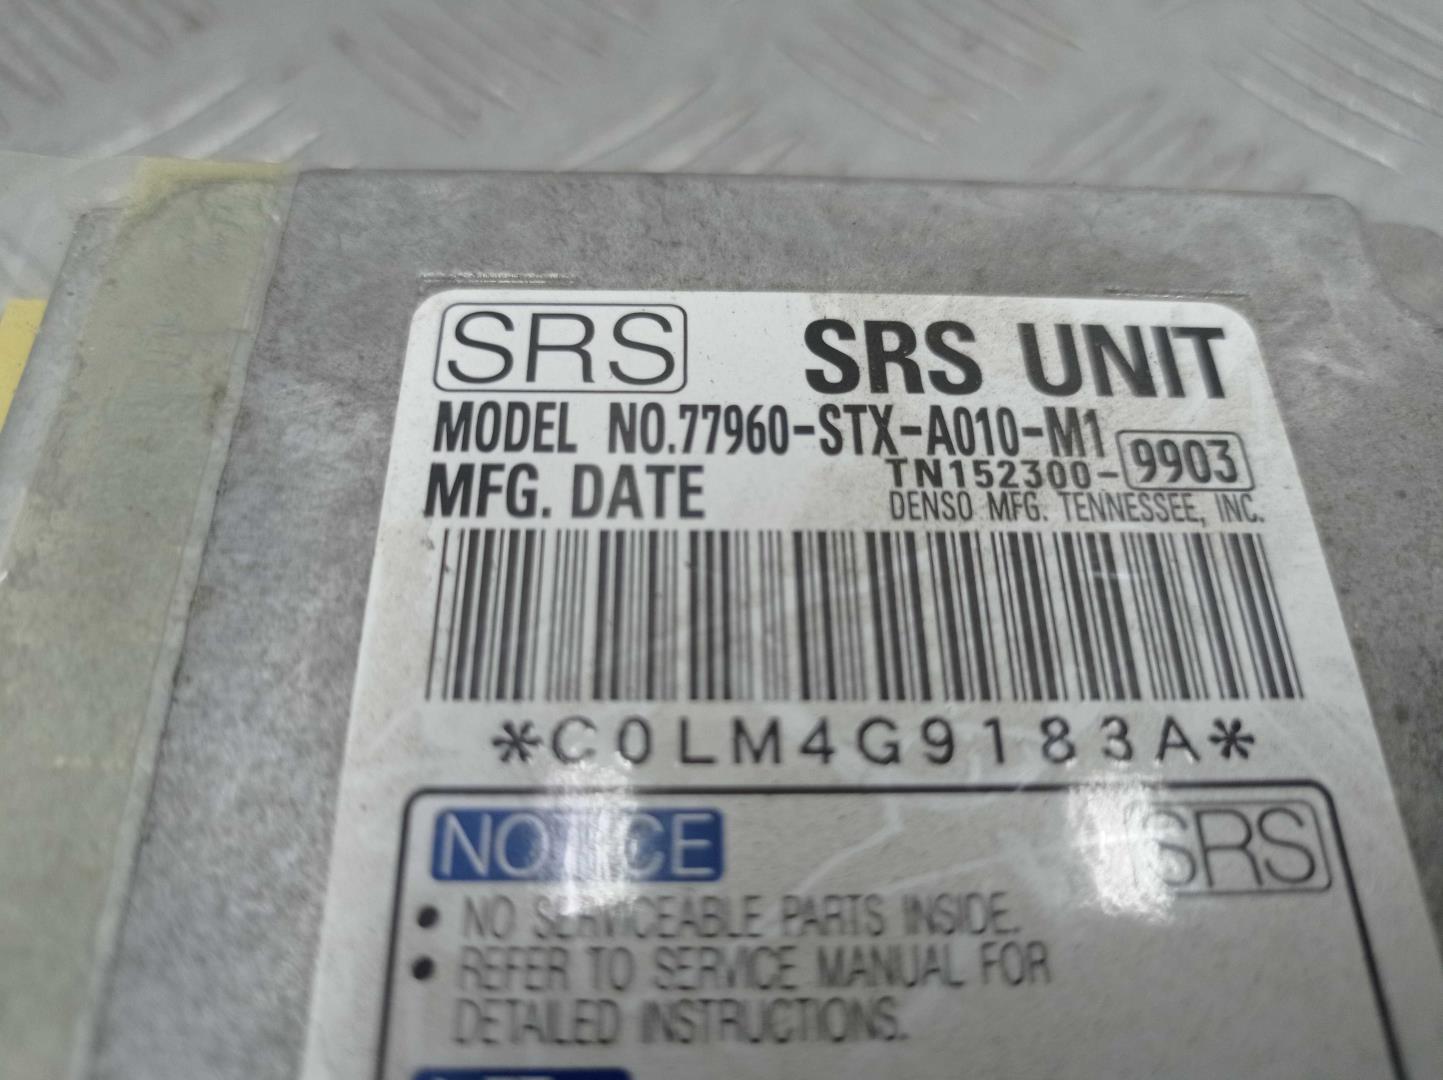 SRS SRS UNIT
MODEL NO.77960-STX-A010-M1
MFG. DATE TN152300-9903
DENSO MFG. TENNESSEE, INC.
*C0LM4G9183A*
NOTICE SRS
• NO SERVICEABLE PARTS INSIDE.
• REFER TO SERVICE MANUAL FOR
DETAILED INSTRUCTIONS.